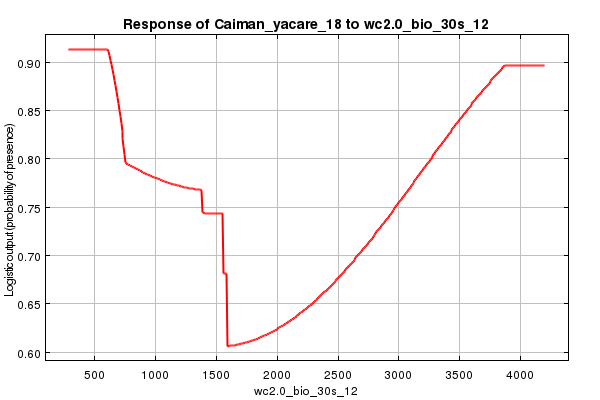 Response of Caiman_yacare_18 to wc2.0_bio_30s_12
Logistic output (probability of presence)
0.90
0.85
0.80
0.75
0.70
0.65
0.60
500 1000 1500 2000 2500 3000 3500 4000
wc2.0_bio_30s_12